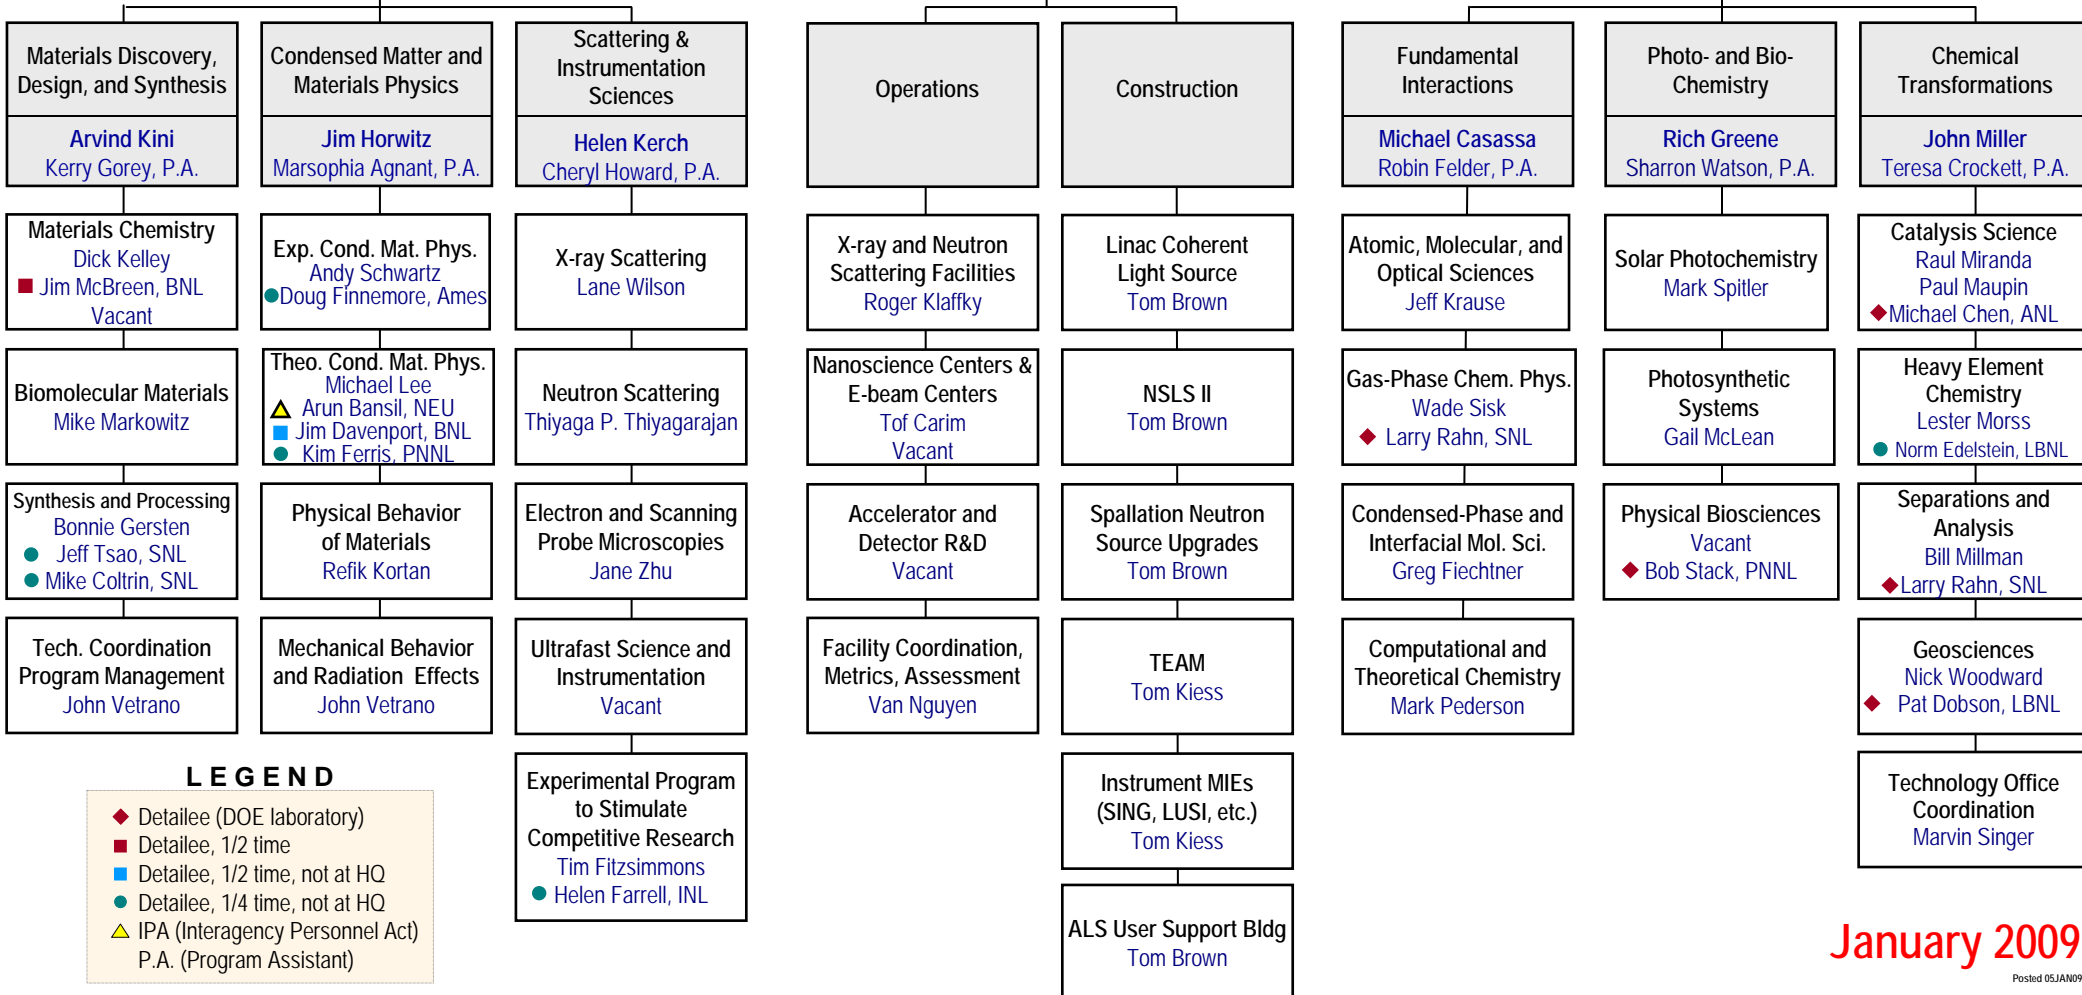 Materials Discovery,
Design, and Synthesis
Arvind Kini
Kerry Gorey, P.A.
Materials Chemistry
Dick Kelley
Jim McBreen, BNL
Vacant
Biomolecular Materials
Mike Markowitz
Synthesis and Processing
Bonnie Gersten
Jeff Tsao, SNL
Mike Coltrin, SNL
Tech. Coordination
Program Management
John Vetrano
Condensed Matter and
Materials Physics
Jim Horwitz
Marsophia Agnant, P.A.
Exp. Cond. Mat. Phys.
Andy Schwartz
Doug Finnemore, Ames
Theo. Cond. Mat. Phys.
Michael Lee
Arun Bansil, NEU
Jim Davenport, BNL
Kim Ferris, PNNL
Physical Behavior
of Materials
Refik Kortan
Mechanical Behavior
and Radiation Effects
John Vetrano
Scattering &
Instrumentation
Sciences
Helen Kerch
Cheryl Howard, P.A.
X-ray Scattering
Lane Wilson
Neutron Scattering
Thiyaga P. Thiyagarajan
Electron and Scanning
Probe Microscopies
Jane Zhu
Ultrafast Science and
Instrumentation
Vacant
Experimental Program
to Stimulate
Competitive Research
Tim Fitzsimmons
Helen Farrell, INL
Operations
X-ray and Neutron
Scattering Facilities
Roger Klaffky
Nanoscience Centers &
E-beam Centers
Tof Carim
Vacant
Accelerator and
Detector R&D
Vacant
Facility Coordination,
Metrics, Assessment
Van Nguyen
Construction
Linac Coherent
Light Source
Tom Brown
NSLS II
Tom Brown
Spallation Neutron
Source Upgrades
Tom Brown
TEAM
Tom Kiess
Instrument MIEs
(SING, LUSI, etc.)
Tom Kiess
ALS User Support Bldg
Tom Brown
Fundamental
Interactions
Michael Casassa
Robin Felder, P.A.
Atomic, Molecular, and
Optical Sciences
Jeff Krause
Gas-Phase Chem. Phys.
Wade Sisk
Larry Rahn, SNL
Condensed-Phase and
Interfacial Mol. Sci.
Greg Fiechtner
Computational and
Theoretical Chemistry
Mark Pederson
Photo- and Bio-
Chemistry
Rich Greene
Sharron Watson, P.A.
Solar Photochemistry
Mark Spitler
Photosynthetic
Systems
Gail McLean
Physical Biosciences
Vacant
Bob Stack, PNNL
Chemical
Transformations
John Miller
Teresa Crockett, P.A.
Catalysis Science
Raul Miranda
Paul Maupin
Michael Chen, ANL
Heavy Element
Chemistry
Lester Morss
Norm Edelstein, LBNL
Separations and
Analysis
Bill Millman
Larry Rahn, SNL
Geosciences
Nick Woodward
Pat Dobson, LBNL
Technology Office
Coordination
Marvin Singer
LEGEND
Detailee (DOE laboratory)
Detailee, 1/2 time
Detailee, 1/2 time, not at HQ
Detailee, 1/4 time, not at HQ
IPA (Interagency Personnel Act)
P.A. (Program Assistant)
January 2009
Posted 05JAN09